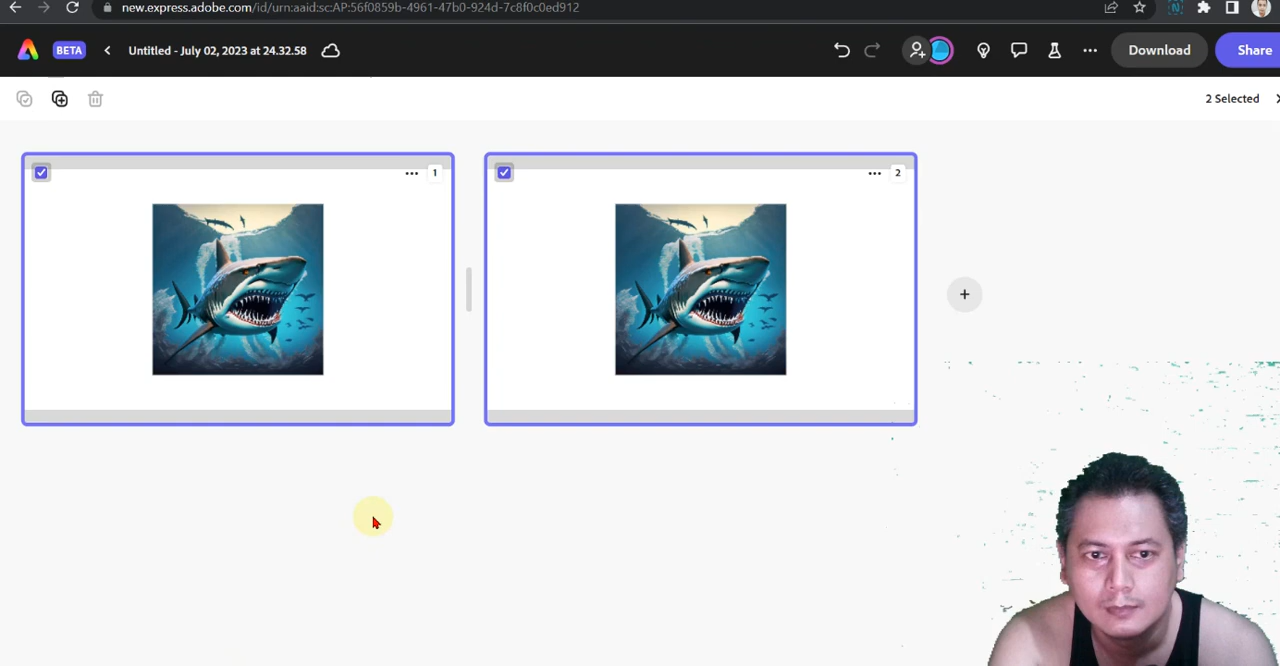 new.express.adobe.com/id/urn:aaid:sc:AP:56f0859b-4961-47b0-924d-7c8f0c0ed912
BETA
Untitled - July 02, 2023 at 24.32.58
Download
Share
2 Selected
1
2